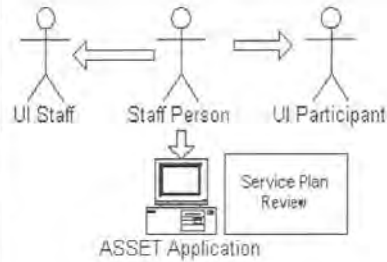 UI Staff
Staff Person
UI Participant
Service Plan
Review
ASSET Application